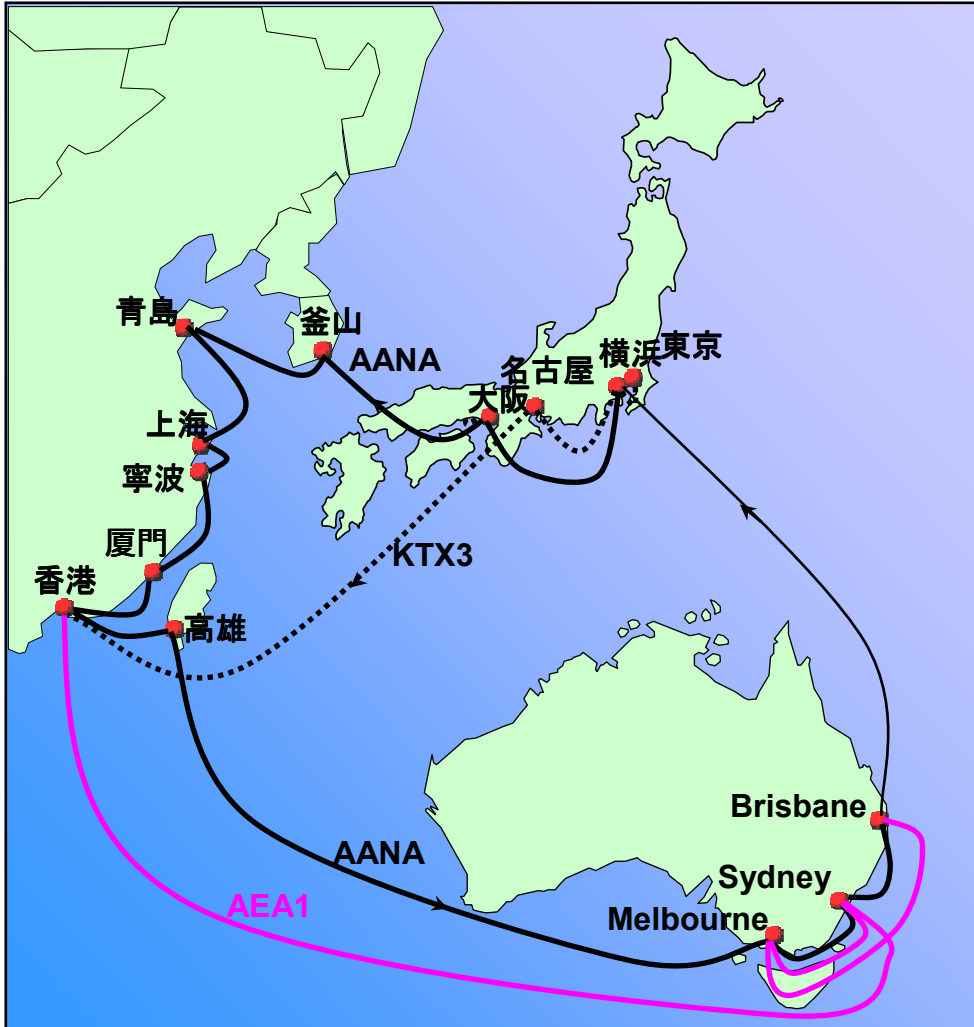 青島
釜山
AANA
名古屋
横浜
東京
大阪
上海
寧波
KTX3
厦門
香港
高雄
Brisbane
AANA
Sydney
AEA1
Melbourne